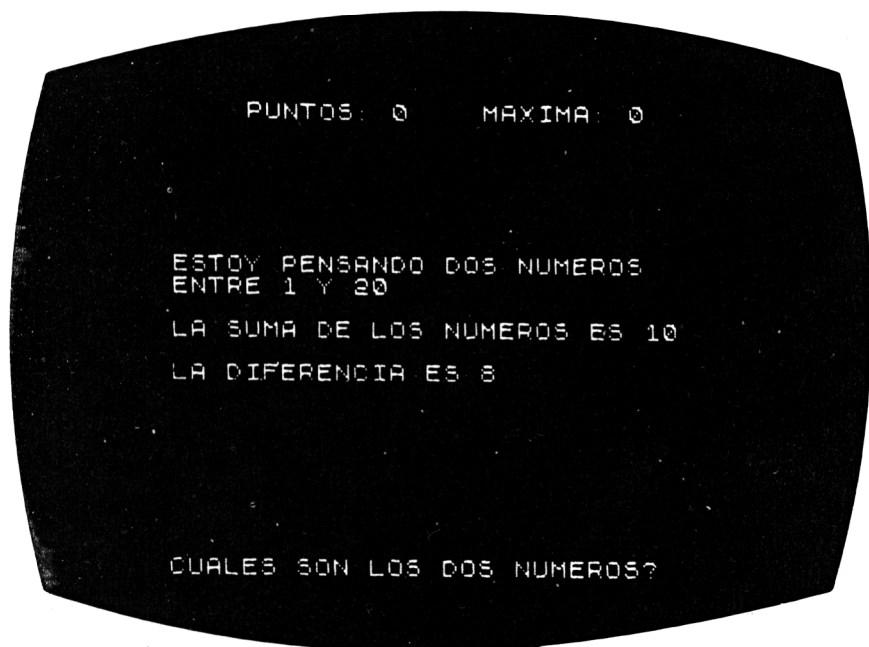 PUNTOS: 0 MAXIMA: 0
ESTOY PENSANDO DOS NUMEROS
ENTRE 1 Y 20
LA SUMA DE LOS NUMEROS ES 10
LA DIFERENCIA ES 8
CUALES SON LOS DOS NUMEROS?